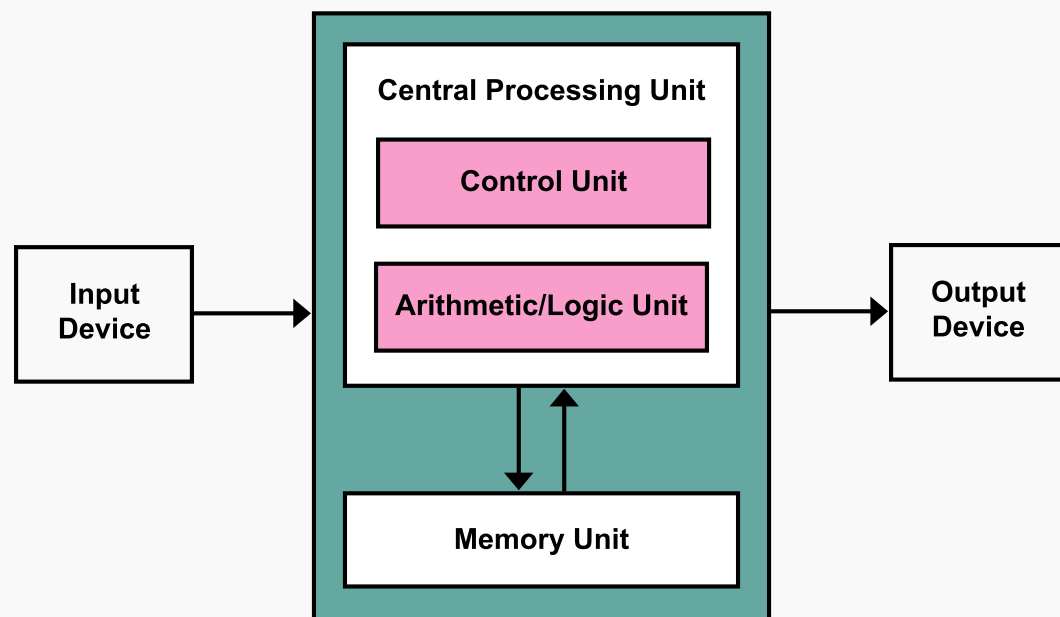 Central Processing Unit
Control Unit
Arithmetic/Logic Unit
Input
Device
Output
Device
Memory Unit